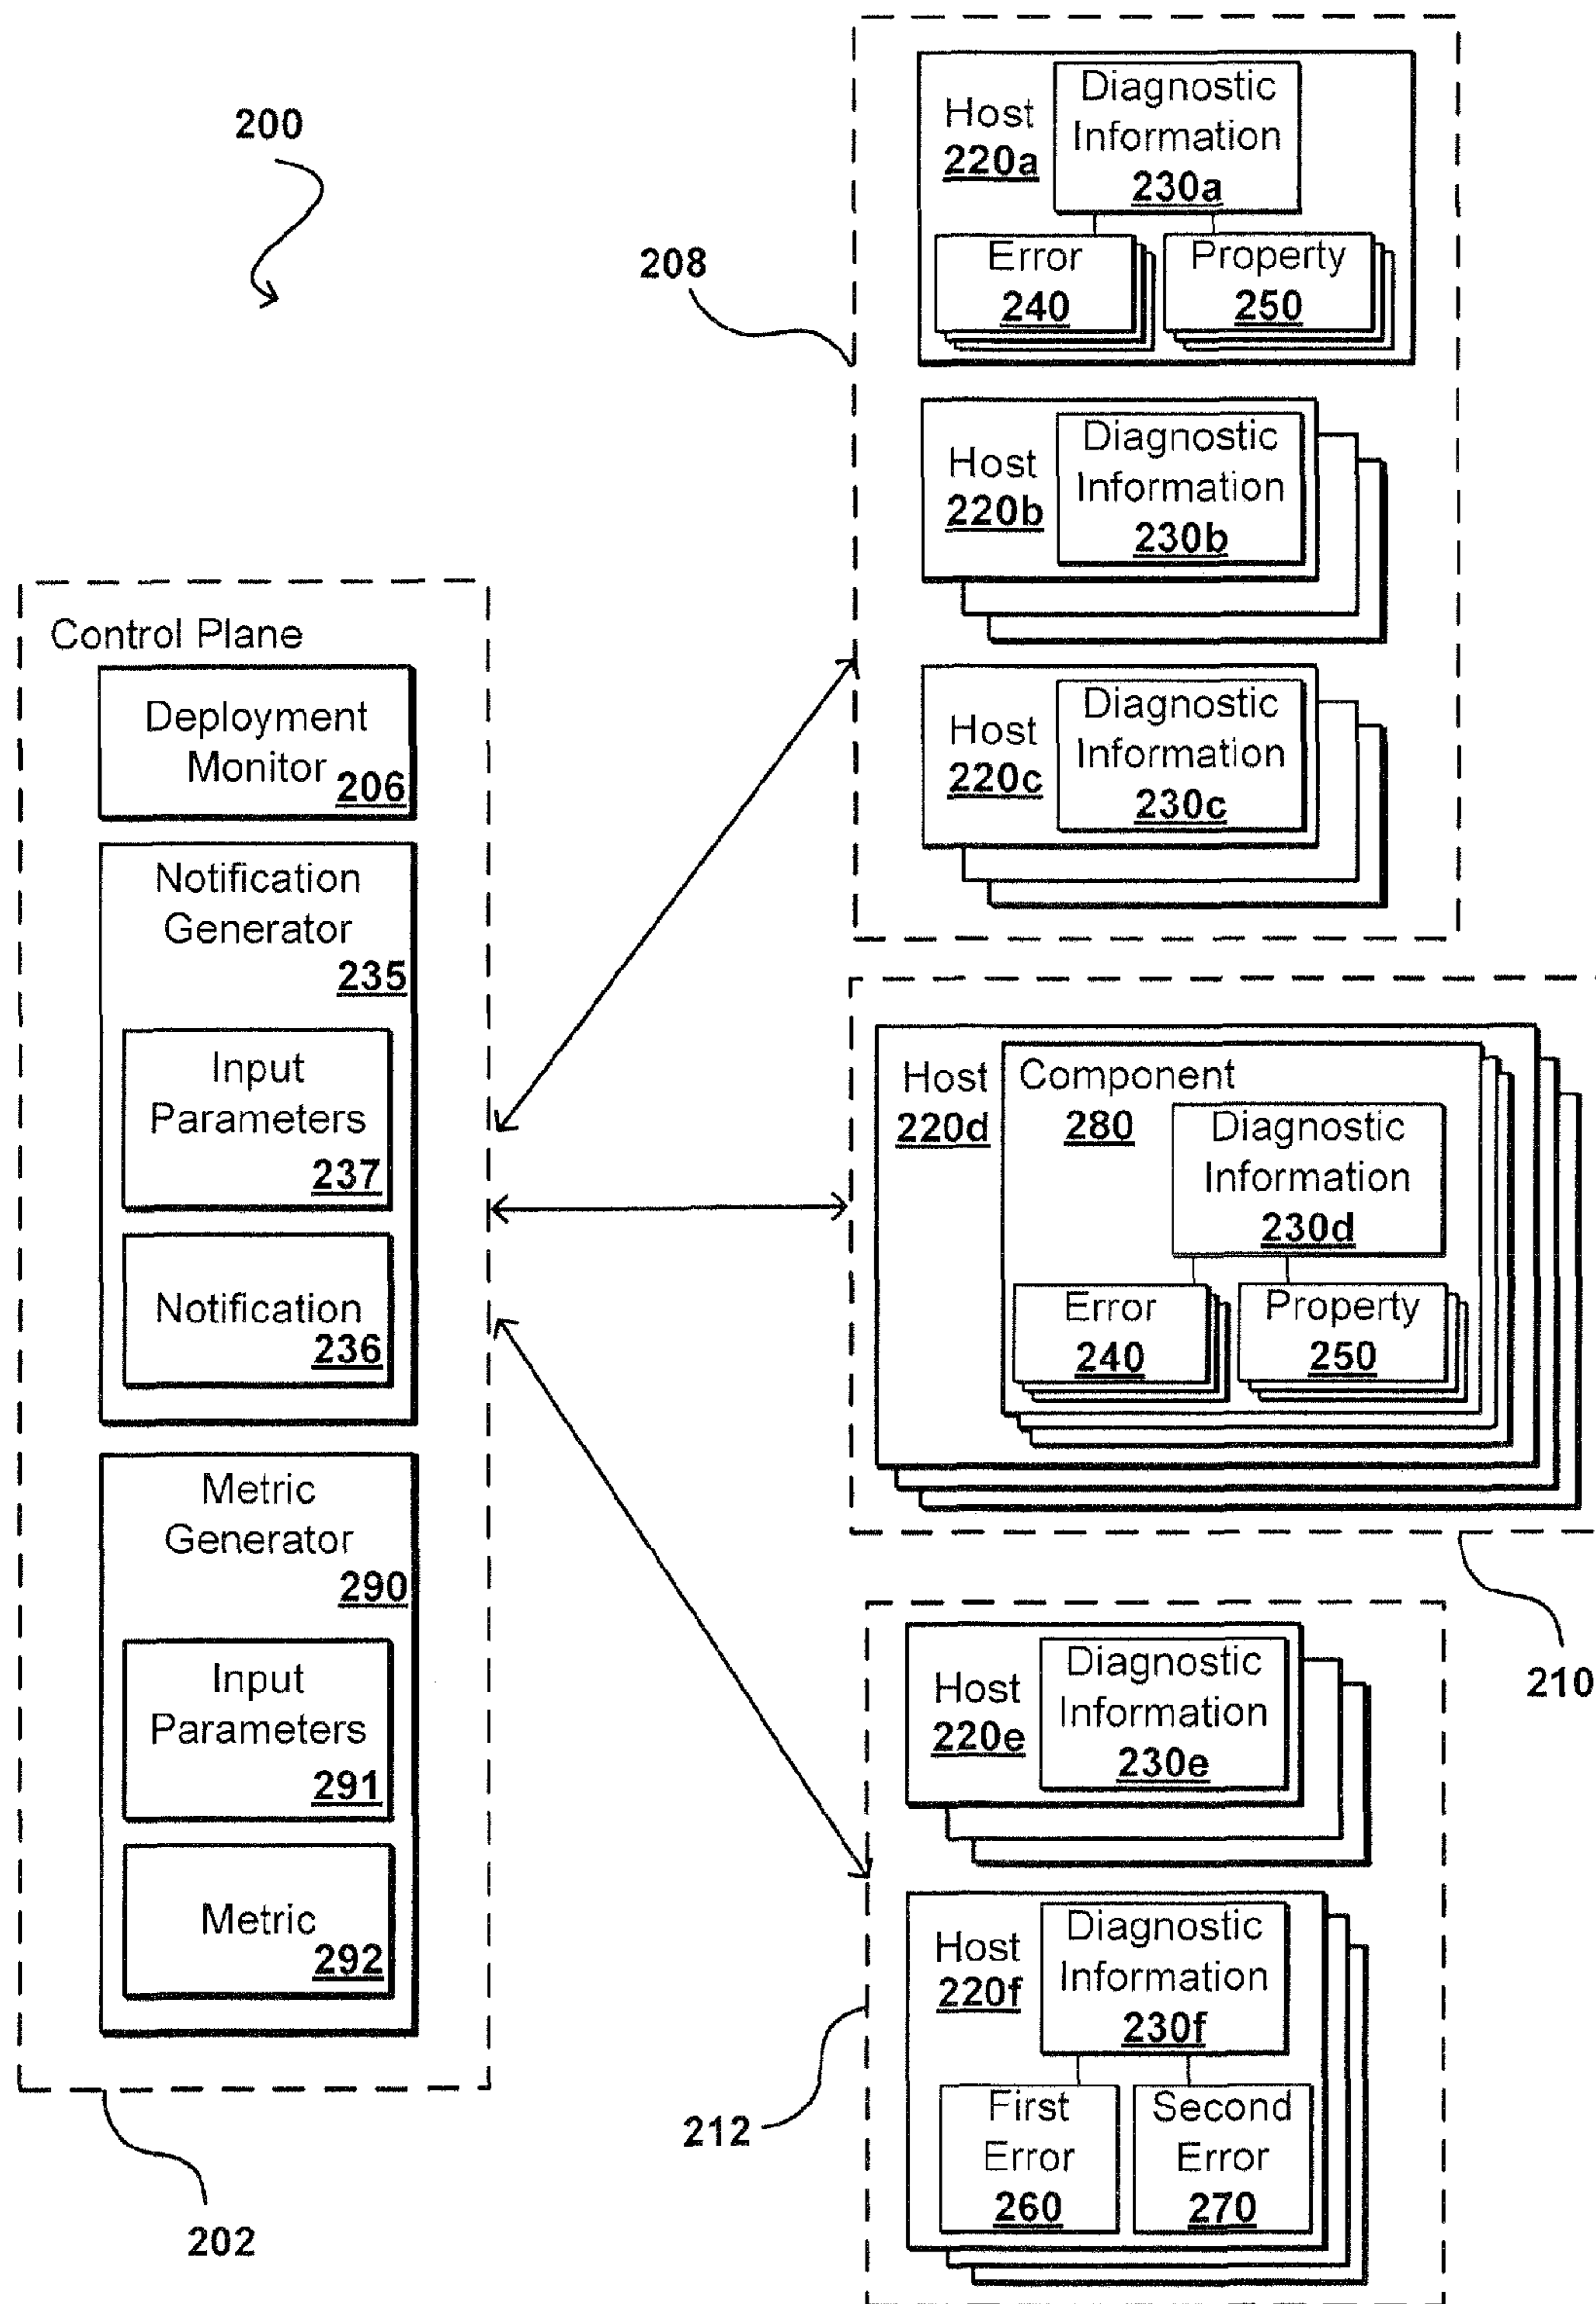 200
208
Host
220a
Diagnostic
Information
230a
Error
240
Property
250
Host
220b
Diagnostic
Information
230b
Host
220c
Diagnostic
Information
230c
Control Plane
Deployment
Monitor
206
Notification
Generator
235
Input
Parameters
237
Notification
236
Metric
Generator
290
Input
Parameters
291
Metric
292
202
Host
220d
Component
280
Diagnostic
Information
230d
Error
240
Property
250
210
Host
220e
Diagnostic
Information
230e
Host
220f
Diagnostic
Information
230f
First
Error
260
Second
Error
270
212